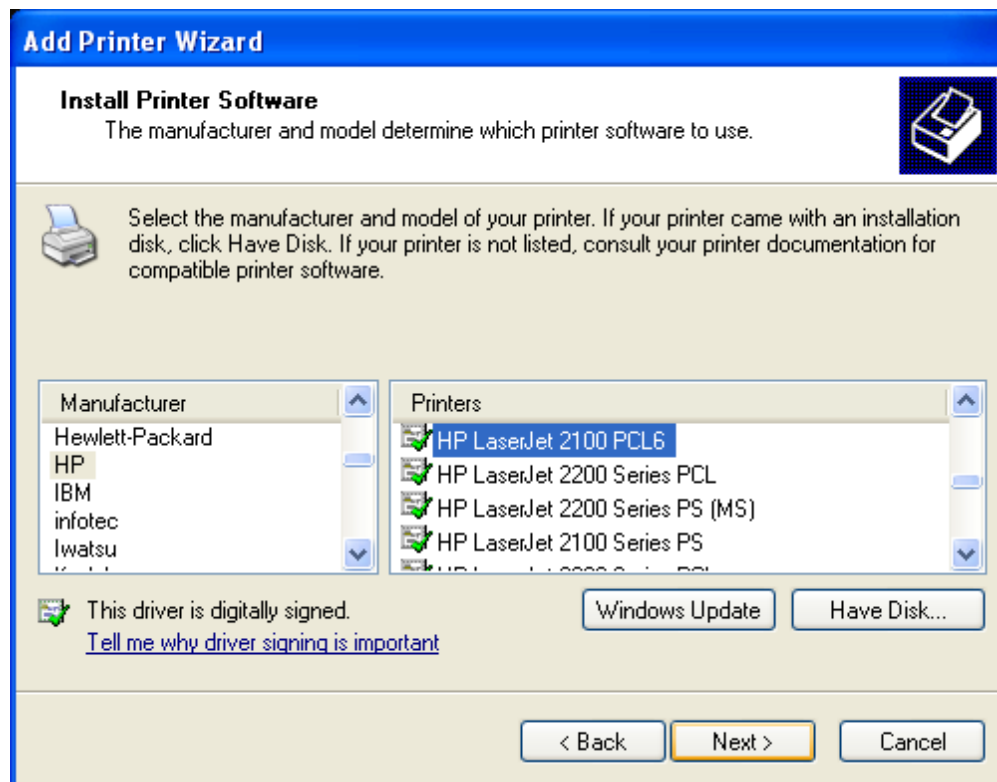 Add Printer Wizard
Install Printer Software
The manufacturer and model determine which printer software to use.
Select the manufacturer and model of your printer. If your printer came with an installation
disk, click Have Disk. If your printer is not listed, consult your printer documentation for
compatible printer software.
Manufacturer
Hewlett-Packard
HP
IBM
infotec
Iwatsu
Printers
HP LaserJet 2100 PCL6
HP LaserJet 2200 Series PCL
HP LaserJet 2200 Series PS (MS)
HP LaserJet 2100 Series PS
This driver is digitally signed.
Tell me why driver signing is important
Windows Update
Have Disk...
< Back
Next >
Cancel